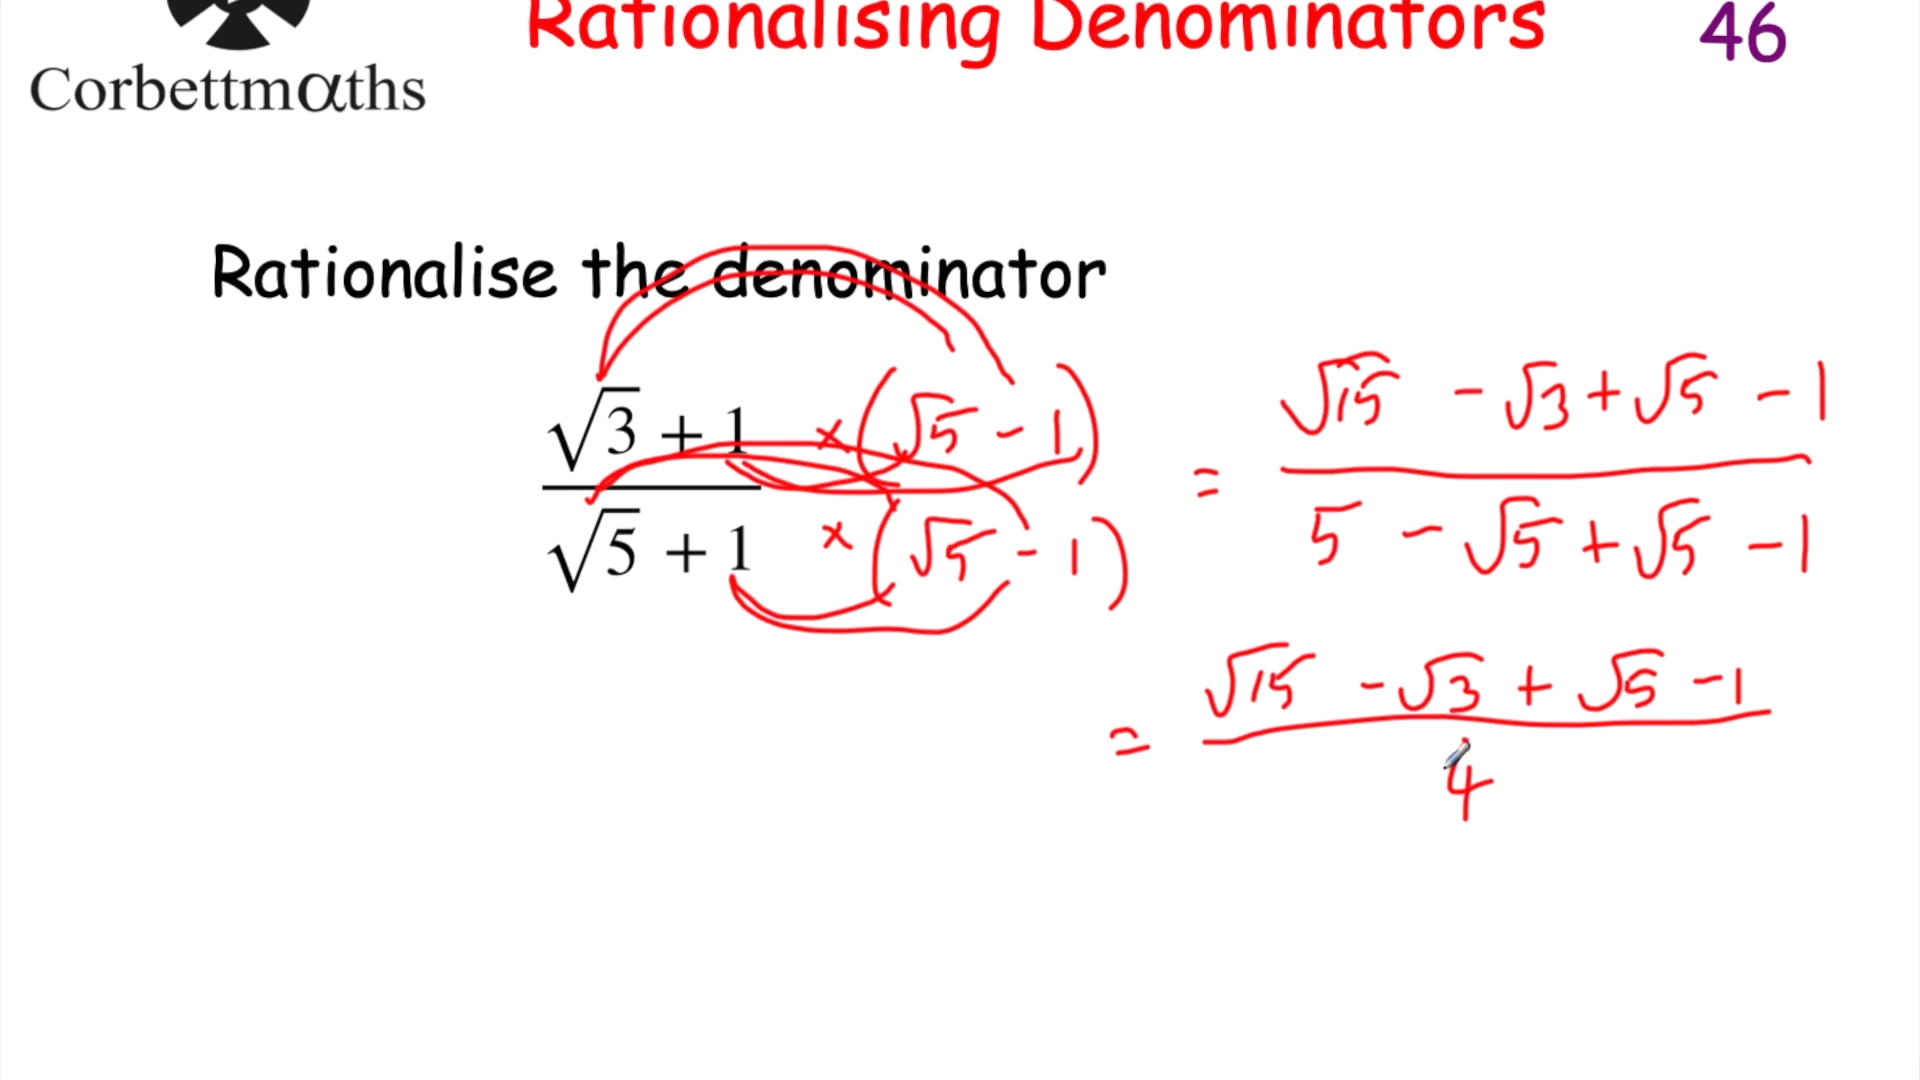 Rationalising Denominators
46
Corbettmαths
Rationalise the denominator
√3 + 1 × (√5 - 1)
√5 + 1 × (√5 - 1)
= √15 - √3 + √5 - 1
5 - √5 + √5 - 1
= √15 - √3 + √5 - 1
4